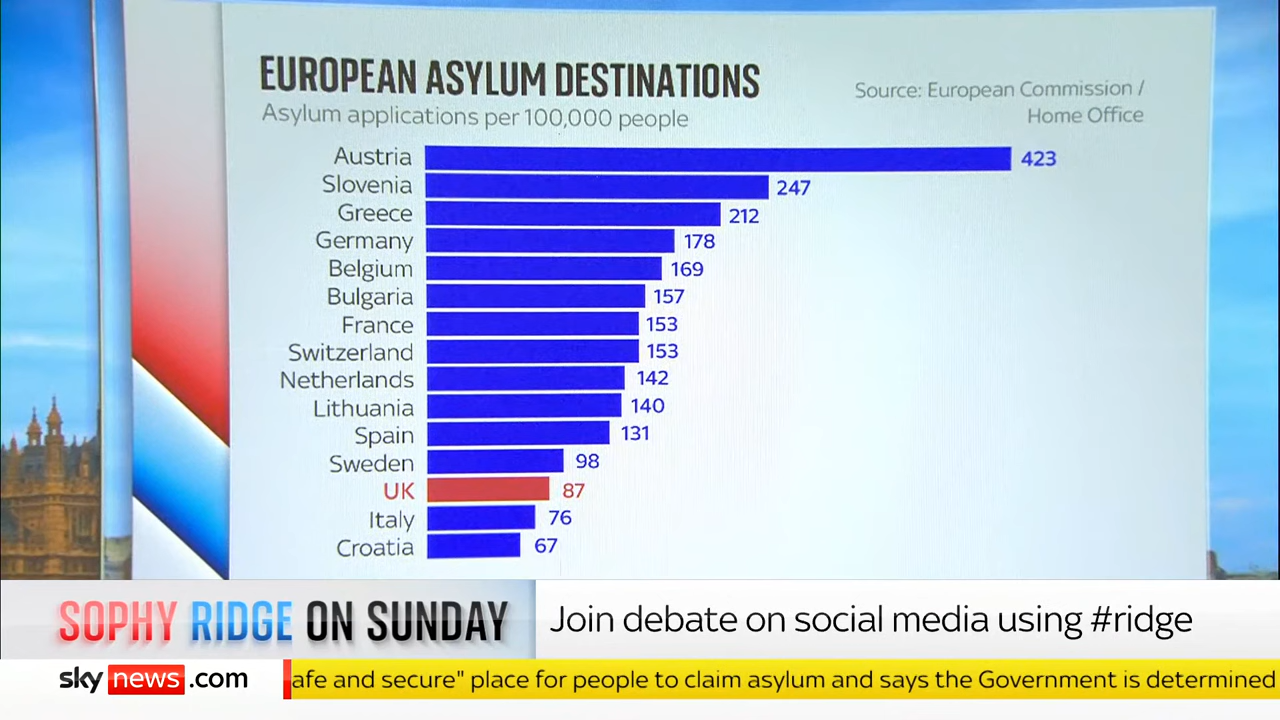 EUROPEAN ASYLUM DESTINATIONS
Asylum applications per 100,000 people
Source: European Commission /
Home Office
Austria 423
Slovenia 247
Greece 212
Germany 178
Belgium 169
Bulgaria 157
France 153
Switzerland 153
Netherlands 142
Lithuania 140
Spain 131
Sweden 98
UK 87
Italy 76
Croatia 67
SOPHY RIDGE ON SUNDAY
Join debate on social media using #ridge
sky news .com
afe and secure" place for people to claim asylum and says the Government is determined